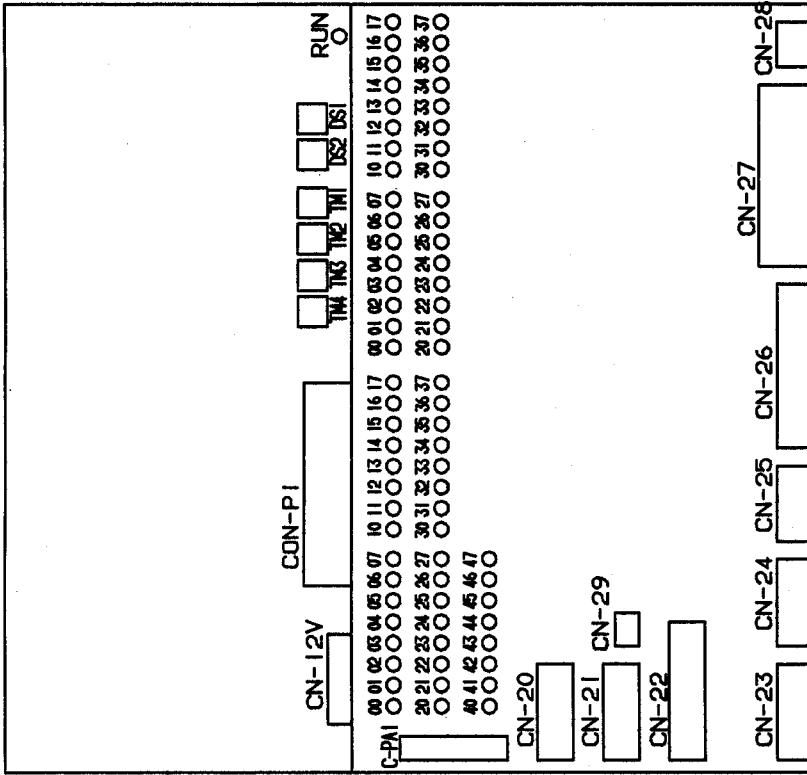 RUN
DS1
DS2
TM1
TM2
TM3
TM4
CON-P1
CN-12V
00 01 02 03 04 05 06 07
10 11 12 13 14 15 16 17
00 01 02 03 04 05 06 07
10 11 12 13 14 15 16 17
20 21 22 23 24 25 26 27
30 31 32 33 34 35 36 37
20 21 22 23 24 25 26 27
30 31 32 33 34 35 36 37
40 41 42 43 44 45 46 47
C-PA1
CN-20
CN-21
CN-29
CN-22
CN-23
CN-24
CN-25
CN-26
CN-27
CN-28